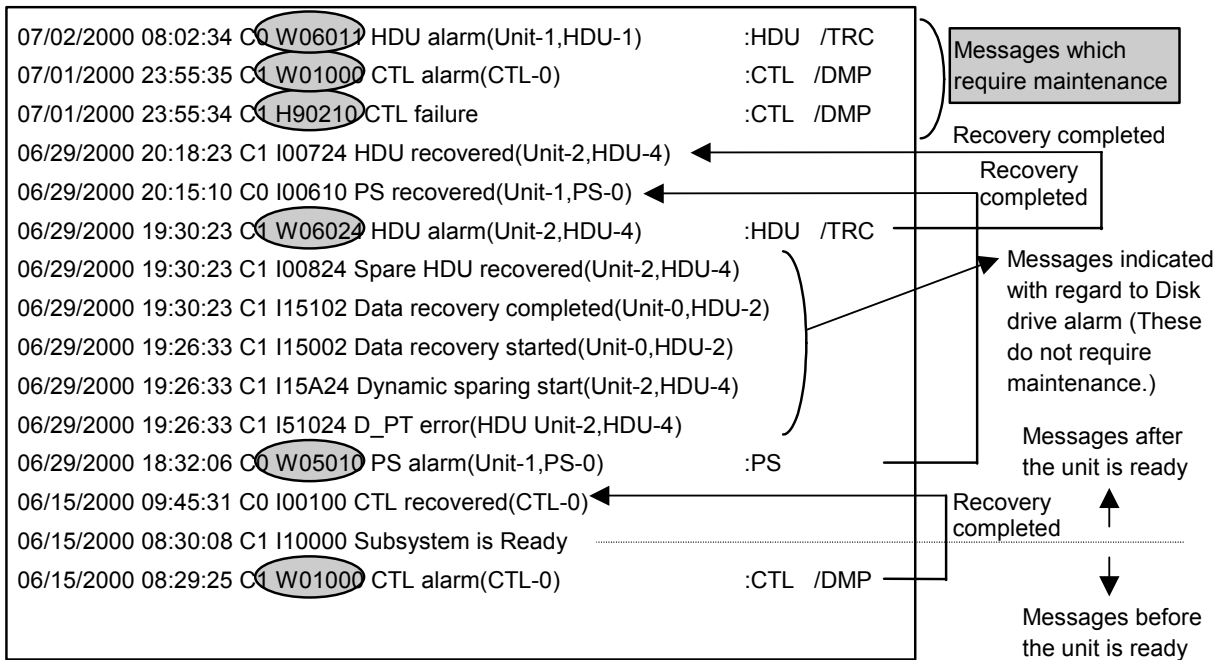 07/02/2000 08:02:34 C0 W06011 HDU alarm(Unit-1,HDU-1) :HDU /TRC
07/01/2000 23:55:35 C1 W01000 CTL alarm(CTL-0) :CTL /DMP
07/01/2000 23:55:34 C1 H90210 CTL failure :CTL /DMP
06/29/2000 20:18:23 C1 I00724 HDU recovered(Unit-2,HDU-4)
06/29/2000 20:15:10 C0 I00610 PS recovered(Unit-1,PS-0)
06/29/2000 19:30:23 C1 W06024 HDU alarm(Unit-2,HDU-4) :HDU /TRC
06/29/2000 19:30:23 C1 I00824 Spare HDU recovered(Unit-2,HDU-4)
06/29/2000 19:30:23 C1 I15102 Data recovery completed(Unit-0,HDU-2)
06/29/2000 19:26:33 C1 I15002 Data recovery started(Unit-0,HDU-2)
06/29/2000 19:26:33 C1 I15A24 Dynamic sparing start(Unit-2,HDU-4)
06/29/2000 19:26:33 C1 I51024 D_PT error(HDU Unit-2,HDU-4)
06/29/2000 18:32:06 C0 W05010 PS alarm(Unit-1,PS-0) :PS
06/15/2000 09:45:31 C0 I00100 CTL recovered(CTL-0)
06/15/2000 08:30:08 C1 I10000 Subsystem is Ready
06/15/2000 08:29:25 C1 W01000 CTL alarm(CTL-0) :CTL /DMP
Messages which
require maintenance
Recovery completed
Recovery
completed
Messages indicated
with regard to Disk
drive alarm (These
do not require
maintenance.)
Messages after
the unit is ready
Recovery
completed
Messages before
the unit is ready